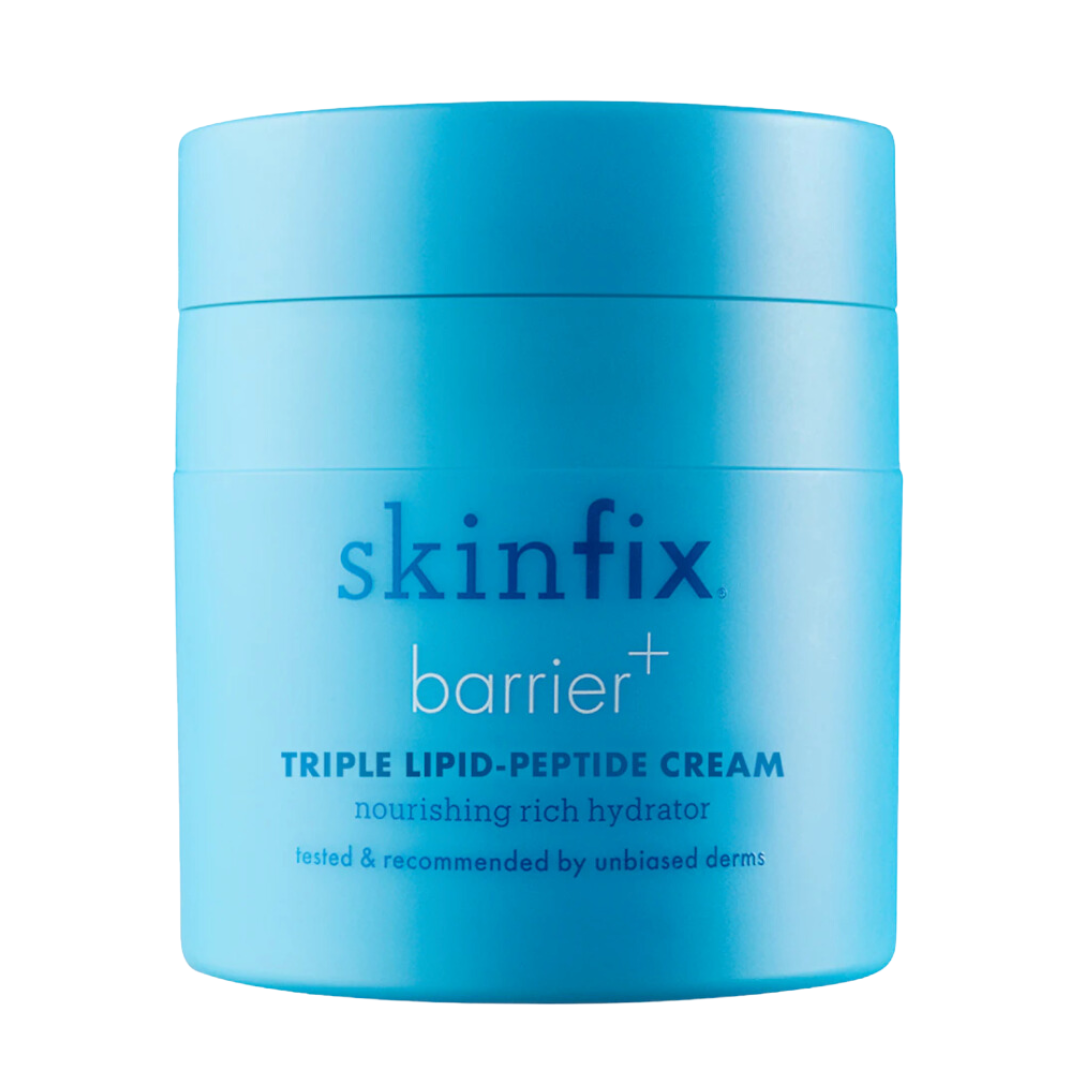 skinfix®
barrier+
TRIPLE LIPID-PEPTIDE CREAM
nourishing rich hydrator
tested & recommended by unbiased derms